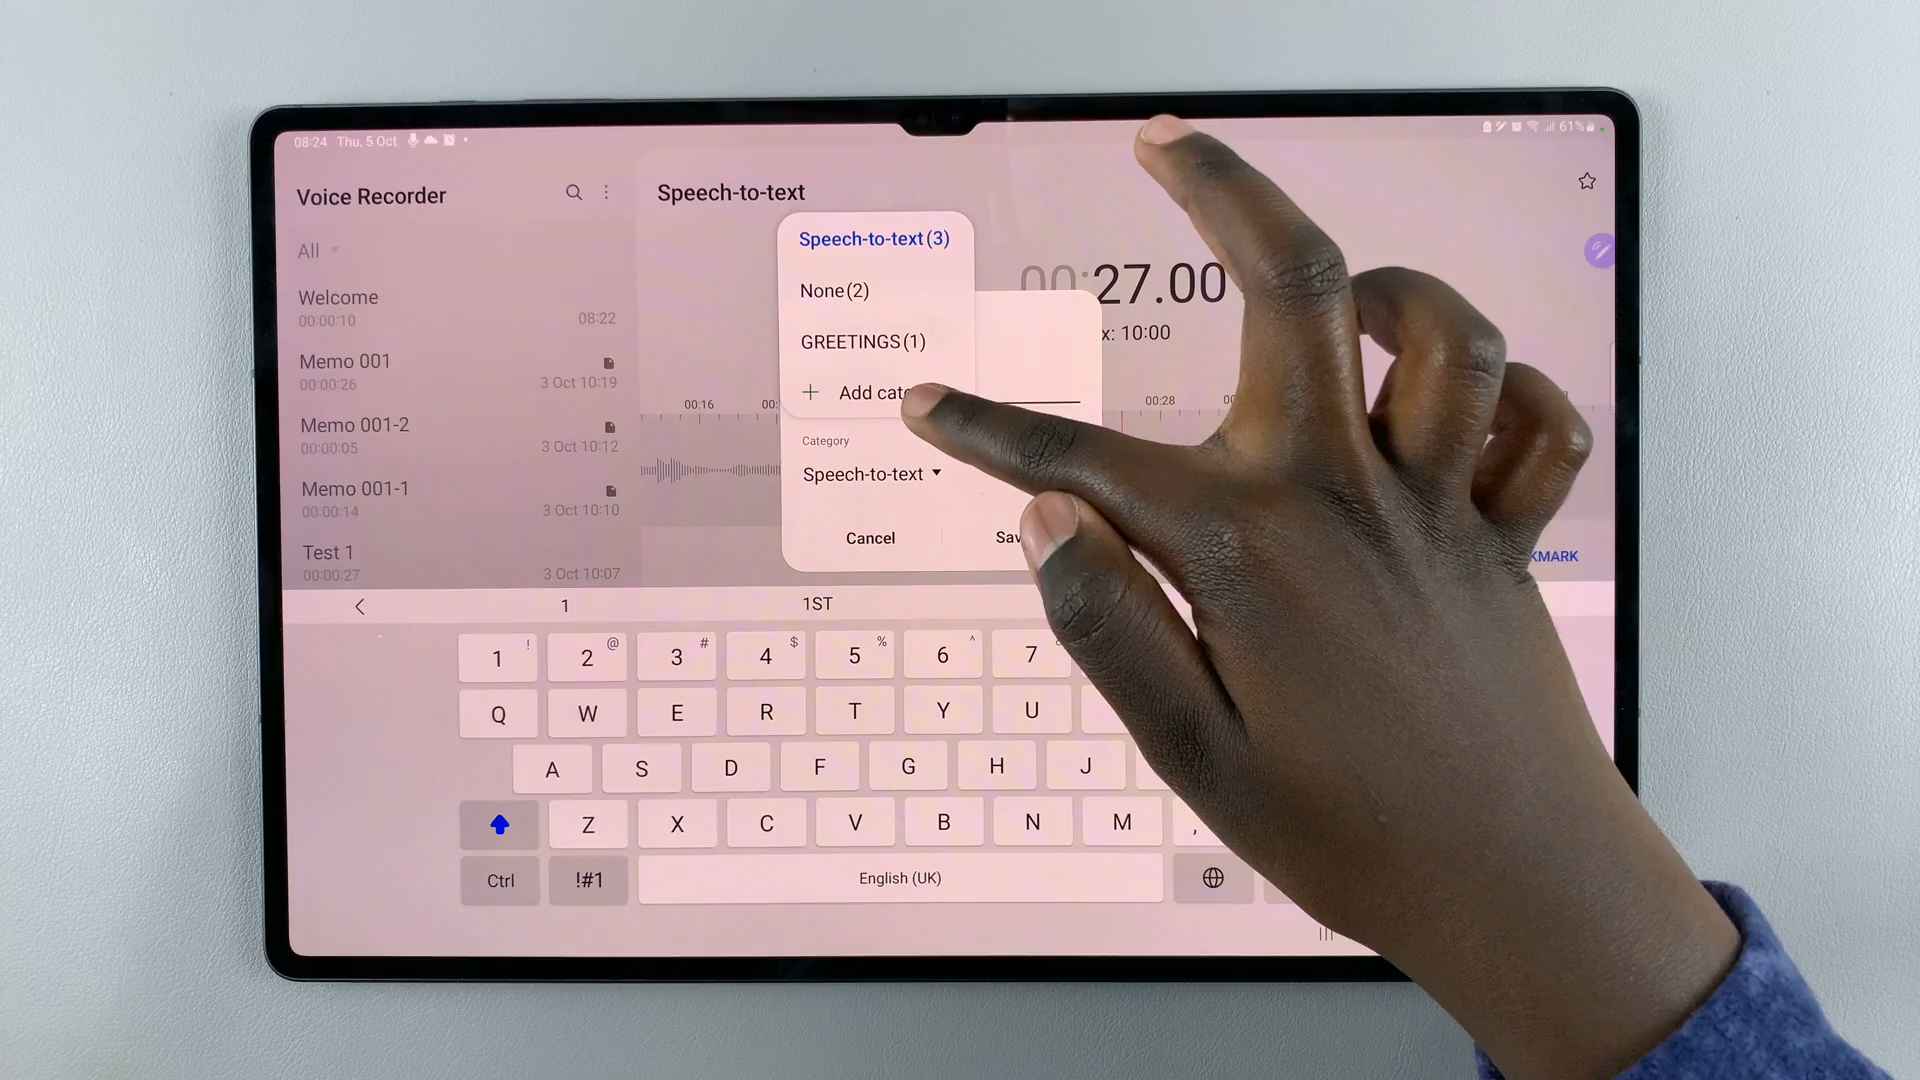 08:24 Thu, 5 Oct
61%
Voice Recorder
All
Welcome
00:00:10
08:22
Memo 001
00:00:26
3 Oct 10:19
Memo 001-2
00:00:05
3 Oct 10:12
Memo 001-1
00:00:14
3 Oct 10:10
Test 1
00:00:27
3 Oct 10:07
Speech-to-text
Speech-to-text (3)
None (2)
GREETINGS (1)
+ Add
00:27.00
10:00
00:16
00:28
Category
Speech-to-text
Cancel
1
1ST
1 ! 2 @ 3 # 4 $ 5 % 6 ^ 7
Q W E R T Y U
A S D F G H J
Z X C V B N M ,
Ctrl !#1 English (UK)